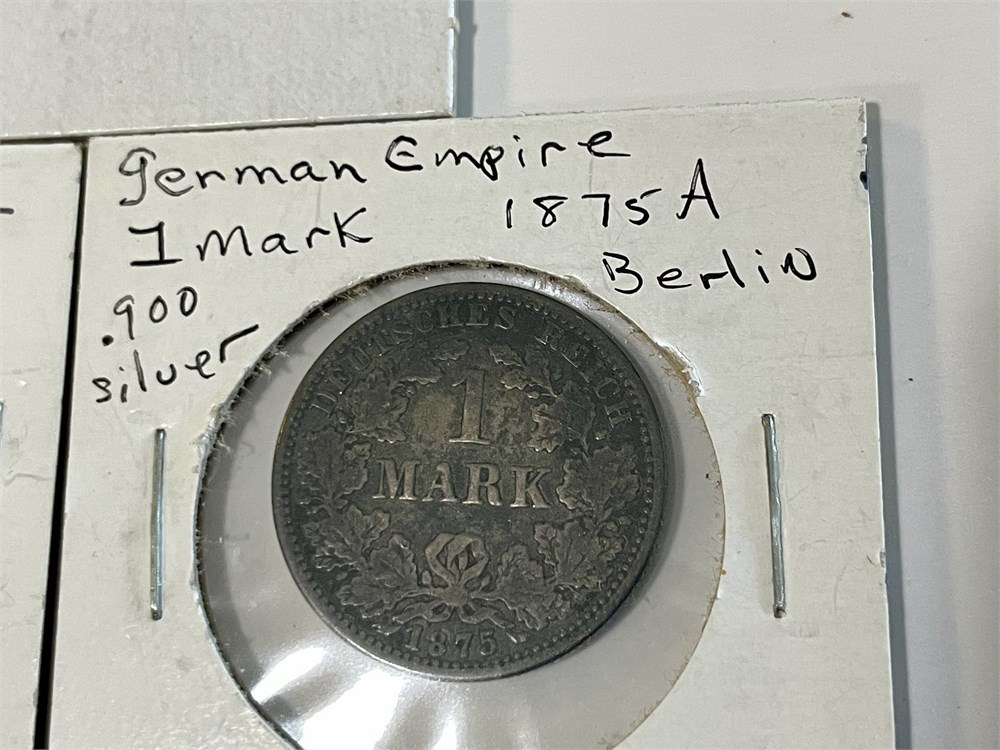 German Empire
1 Mark
1875 A
Berlin
.900
silver
DEUTSCHES REICH
1
MARK
1875